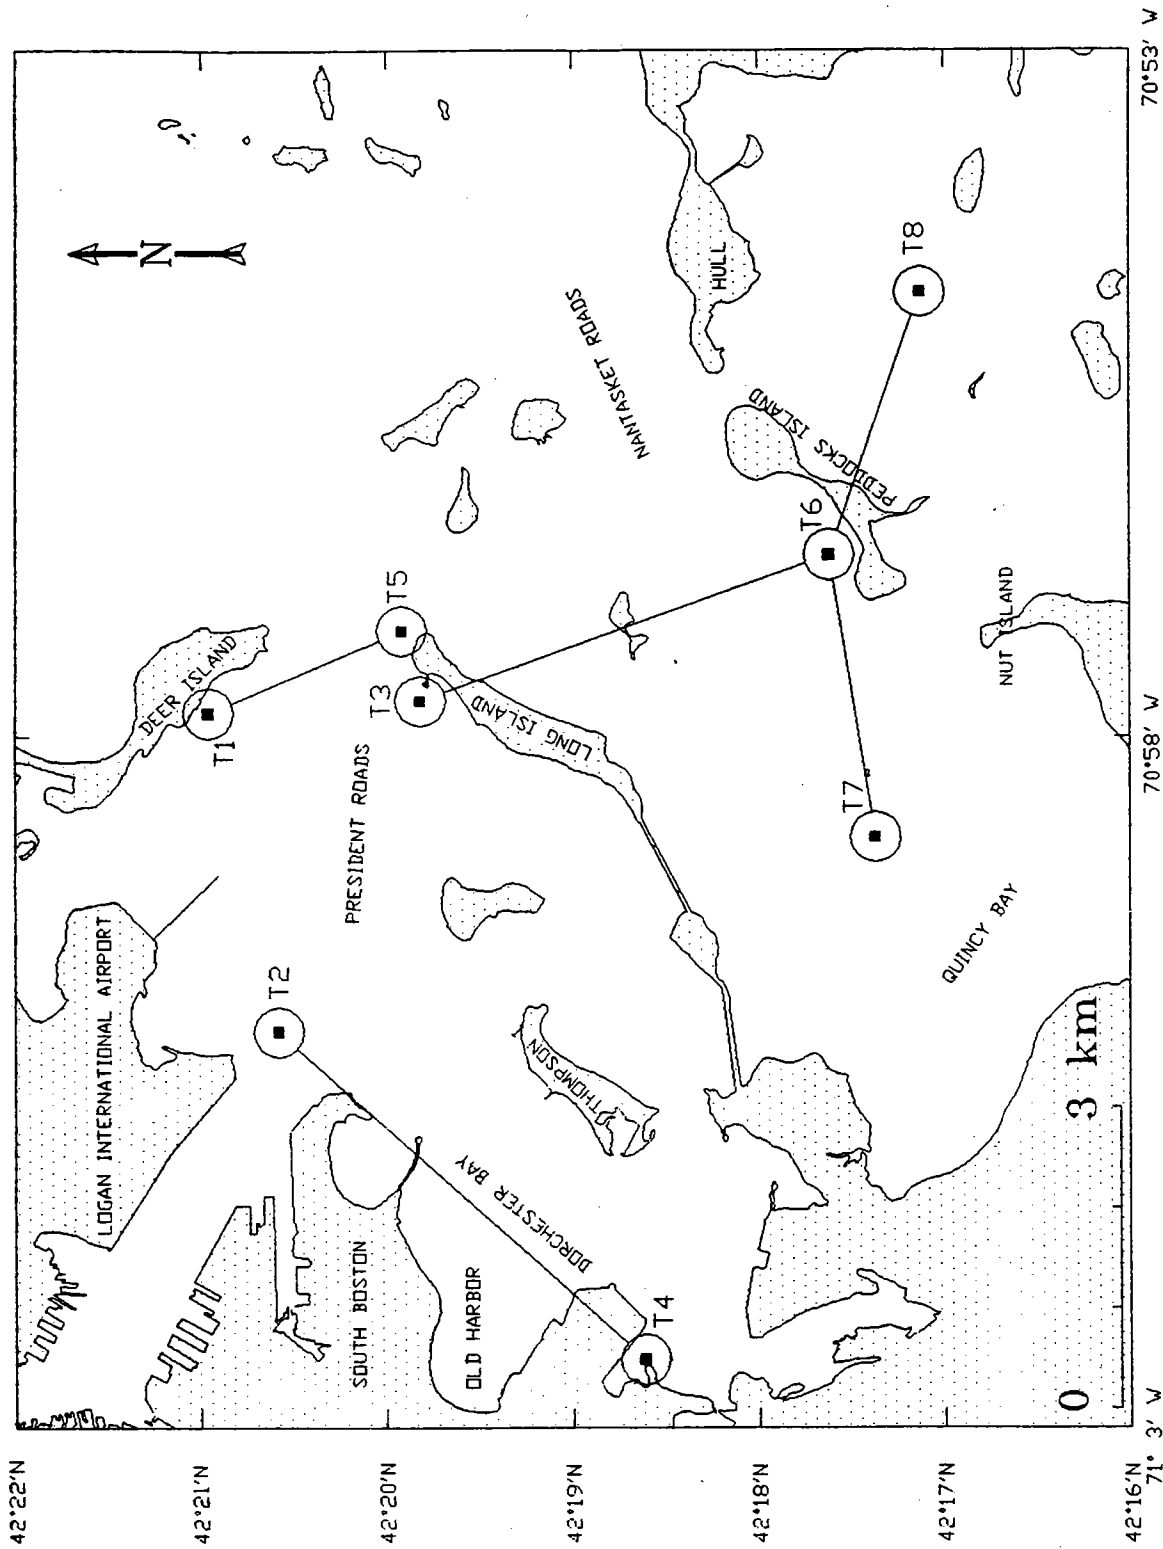 42°22'N
42°21'N
42°20'N
42°19'N
42°18'N
42°17'N
42°16'N
71° 3' W
70°58' W
70°53' W
N
LOGAN INTERNATIONAL AIRPORT
DEER ISLAND
T1
T2
SOUTH BOSTON
PRESIDENT ROADS
T3
T5
OLD HARBOR
DORCHESTER BAY
THOMPSON
LONG ISLAND
NANTASKET ROADS
T4
HULL
PEDDOCKS ISLAND
T6
T7
T8
QUINCY BAY
NUT ISLAND
0 3 km